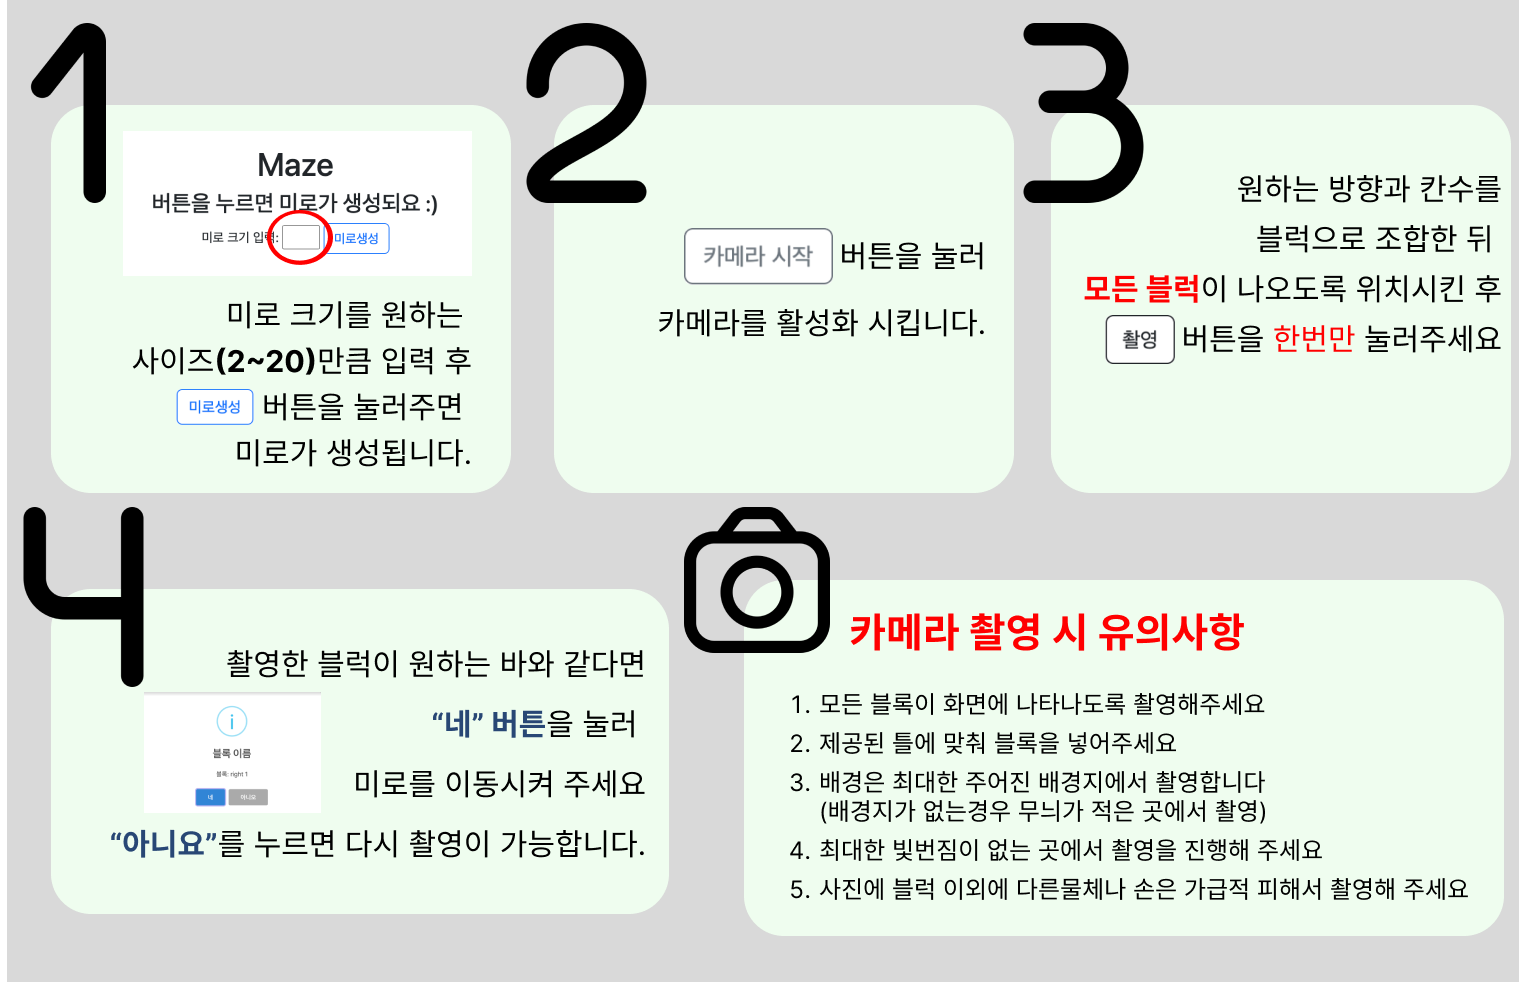 1
Maze
버튼을 누르면 미로가 생성되요 :)
미로 크기 입력: 미로생성
미로 크기를 원하는
사이즈(2~20)만큼 입력 후
미로생성 버튼을 눌러주면
미로가 생성됩니다.
2
카메라 시작 버튼을 눌러
카메라를 활성화 시킵니다.
3
원하는 방향과 칸수를
블럭으로 조합한 뒤
모든 블럭이 나오도록 위치시킨 후
촬영 버튼을 한번만 눌러주세요
4
촬영한 블럭이 원하는 바와 같다면
“네” 버튼을 눌러
i
블록 이름
블록: right 1
네 아니요
미로를 이동시켜 주세요
“아니요”를 누르면 다시 촬영이 가능합니다.
카메라 촬영 시 유의사항
1. 모든 블록이 화면에 나타나도록 촬영해주세요
2. 제공된 틀에 맞춰 블록을 넣어주세요
3. 배경은 최대한 주어진 배경지에서 촬영합니다
(배경지가 없는경우 무늬가 적은 곳에서 촬영)
4. 최대한 빛번짐이 없는 곳에서 촬영을 진행해 주세요
5. 사진에 블럭 이외에 다른물체나 손은 가급적 피해서 촬영해 주세요